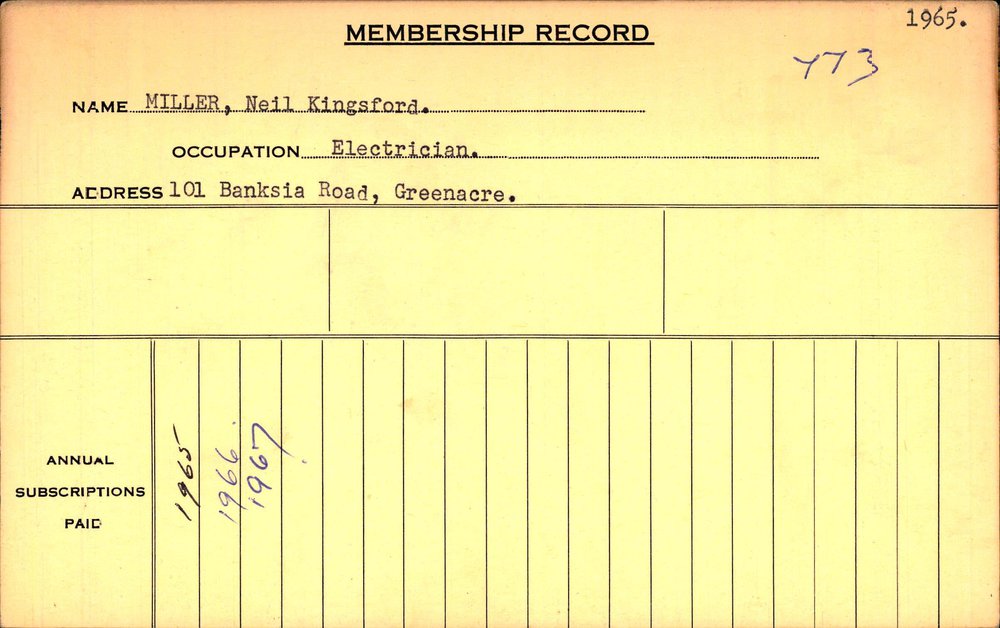 1965.
MEMBERSHIP RECORD
773
NAME MILLER, Neil Kingsford.
OCCUPATION Electrician.
ADDRESS 101 Banksia Road, Greenacre.
ANNUAL
SUBSCRIPTIONS
PAID
1965
1966.
1967.